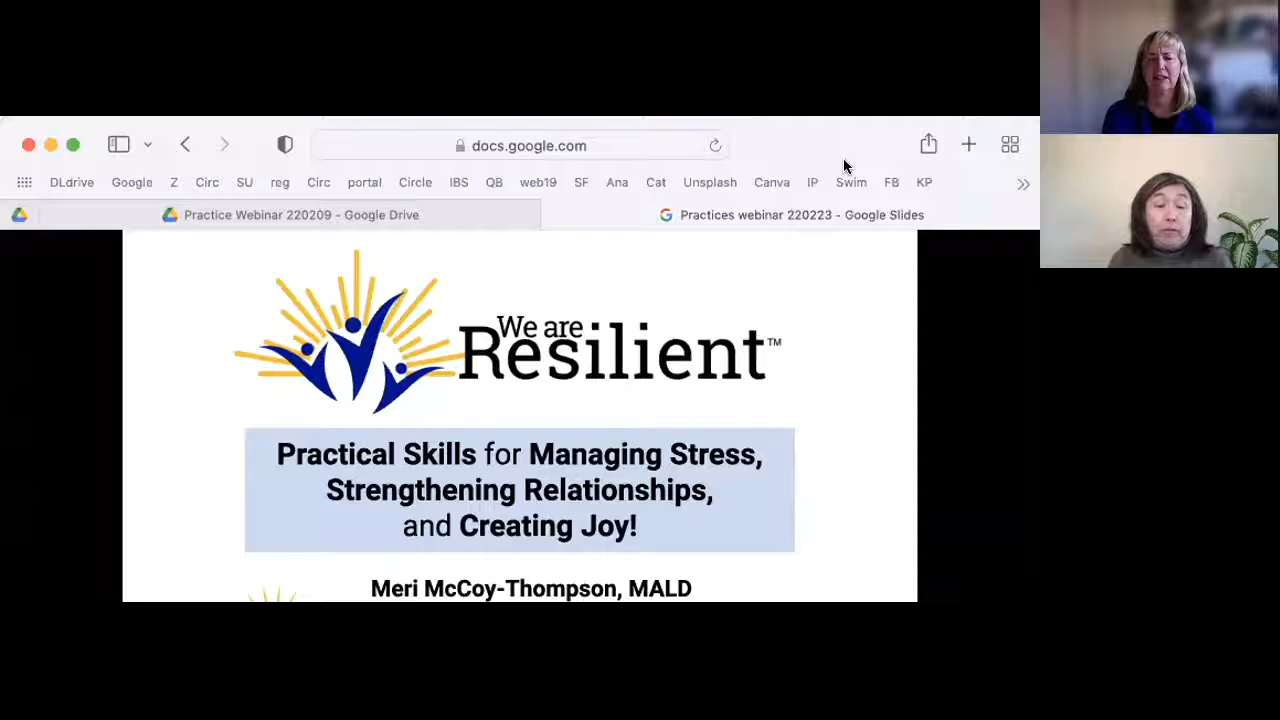 docs.google.com
DLdrive Google Z Circ SU reg Circ portal Circle IBS QB web19 SF Ana Cat Unsplash Canva IP Swim FB KP
Practice Webinar 220209 - Google Drive
Practices webinar 220223 - Google Slides
We are
Resilient™
Practical Skills for Managing Stress,
Strengthening Relationships,
and Creating Joy!
Meri McCoy-Thompson, MALD